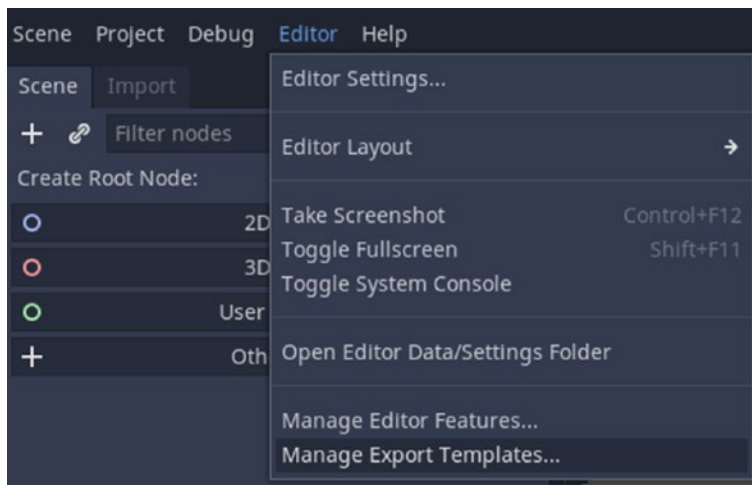 Scene Project Debug Editor Help
Scene Import
Filter nodes
Create Root Node:
2D
3D
User
Oth
Editor Settings...
Editor Layout
Take Screenshot Control+F12
Toggle Fullscreen Shift+F11
Toggle System Console
Open Editor Data/Settings Folder
Manage Editor Features...
Manage Export Templates...